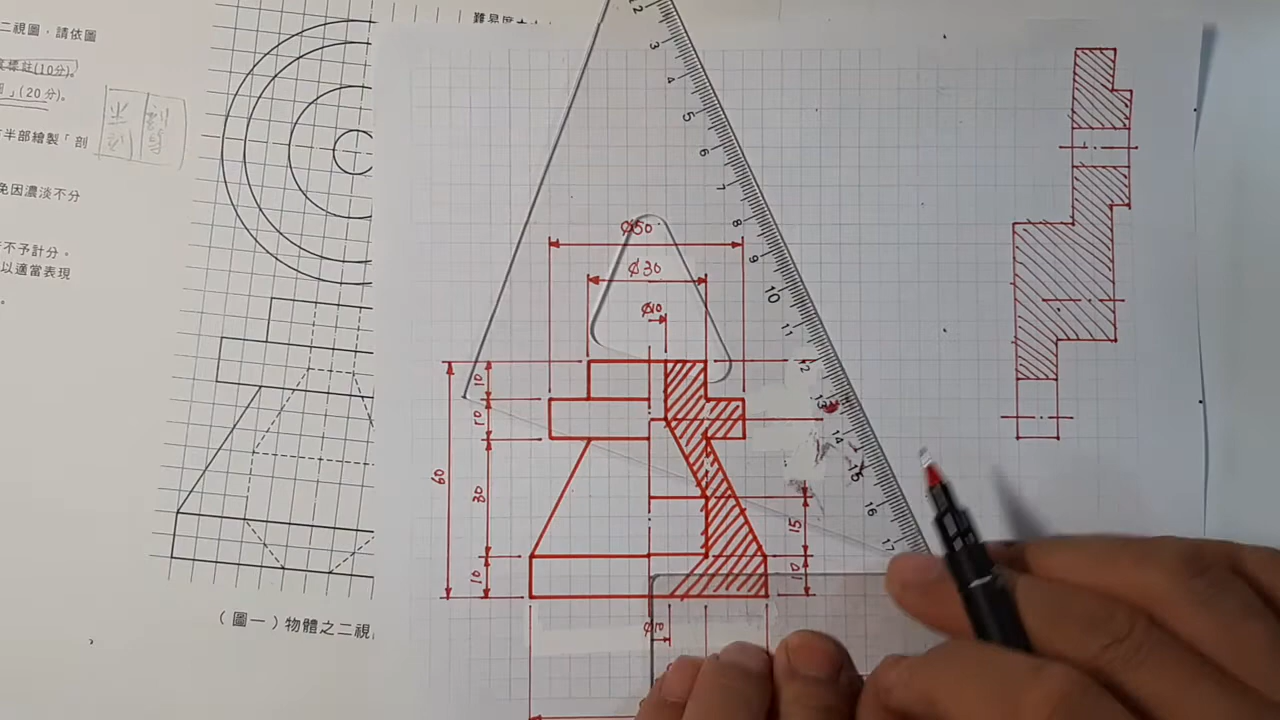 二視圖，請依圖
標註(10分)。
」(20分)。
半部繪製「剖
免因濃淡不分
不予計分。
以適當表現
(圖一)物體之二視
Ø50
Ø30
Ø10
10
10
60
30
10
15
10
2
3
4
5
6
7
8
9
10
11
12
13
14
15
16
17